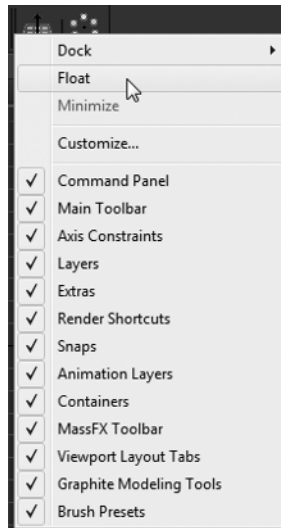 Dock
Float
Minimize
Customize...
Command Panel
Main Toolbar
Axis Constraints
Layers
Extras
Render Shortcuts
Snaps
Animation Layers
Containers
MassFX Toolbar
Viewport Layout Tabs
Graphite Modeling Tools
Brush Presets